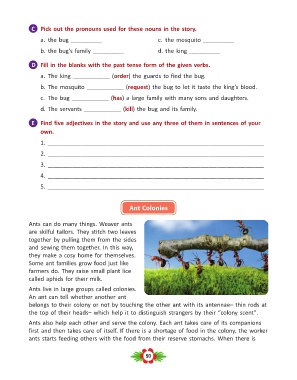 C Pick out the pronouns used for these nouns in the story.
a. the bug __________ c. the mosquito __________
b. the bug's family __________ d. the king __________
D Fill in the blanks with the past tense form of the given verbs.
a. The king ____________ (order) the guards to find the bug.
b. The mosquito ____________ (request) the bug to let it taste the king's blood.
c. The bug ____________ (has) a large family with many sons and daughters.
d. The servants ____________ (kill) the bug and its family.
E Find five adjectives in the story and use any three of them in sentences of your
own.
1. ____________________
2. ____________________
3. ____________________
4. ____________________
5. ____________________
Ant Colonies
Ants can do many things. Weaver ants
are skilful tailors. They stitch two leaves
together by pulling them from the sides
and sewing them together. In this way,
they make a cosy home for themselves.
Some ant families grow food just like
farmers do. They raise small plant lice
called aphids for their milk.
Ants live in large groups called colonies.
An ant can tell whether another ant
belongs to their colony or not by touching the other ant with its antennae– thin rods at
the top of their heads– which help it to distinguish strangers by their "colony scent".
Ants also help each other and serve the colony. Each ant takes care of its companions
first and then takes care of itself. If there is a shortage of food in the colony, the worker
ants starts feeding others with the food from their reserve stomachs. When there is
90